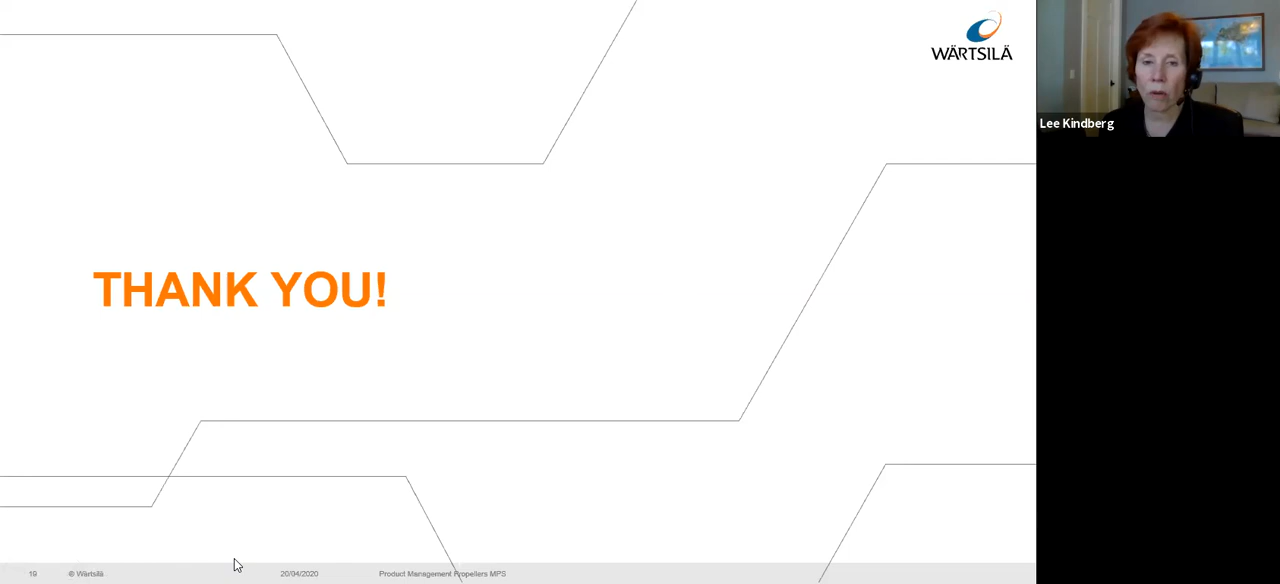 WÄRTSILÄ
Lee Kindberg
THANK YOU!
19 © Wärtsilä 20/04/2020 Product Management Propellers MPS